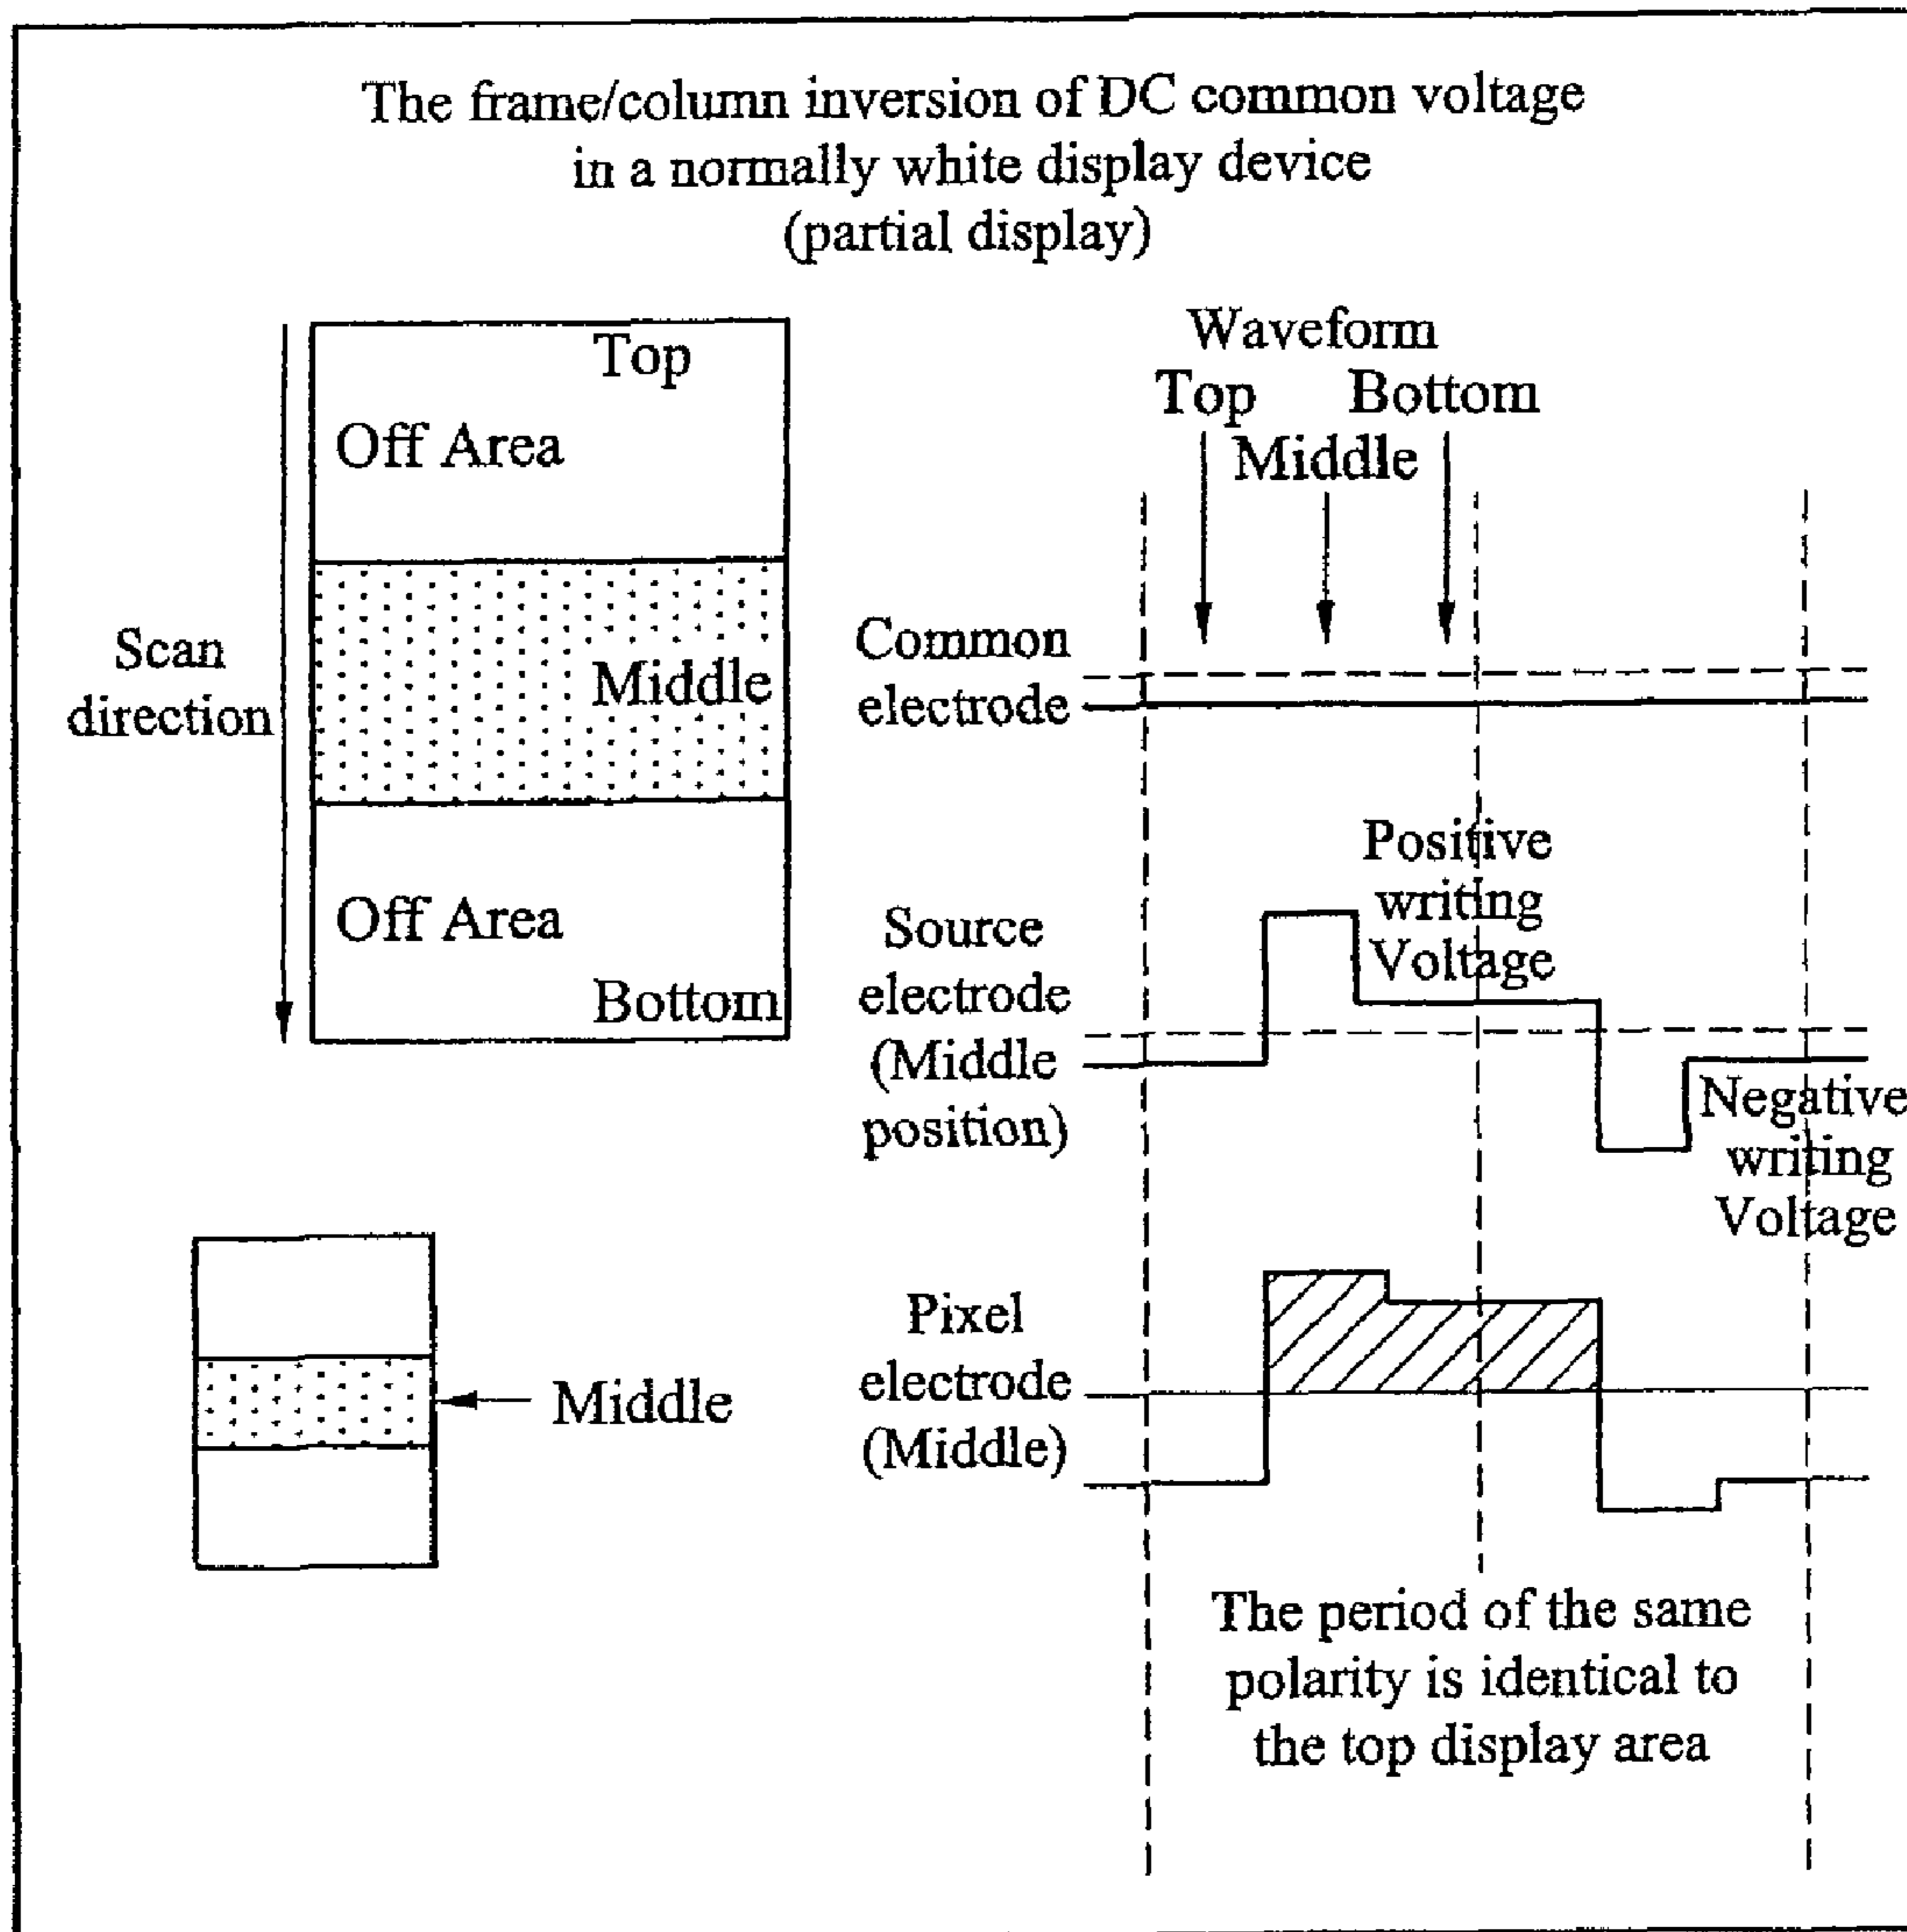 The frame/column inversion of DC common voltage
in a normally white display device
(partial display)
Top
Off Area
Middle
Off Area
Bottom
Scan
direction
Middle
Waveform
Top Bottom
Middle
Common
electrode
Positive
writing
Voltage
Source
electrode
(Middle
position)
Negative
writing
Voltage
Pixel
electrode
(Middle)
The period of the same
polarity is identical to
the top display area